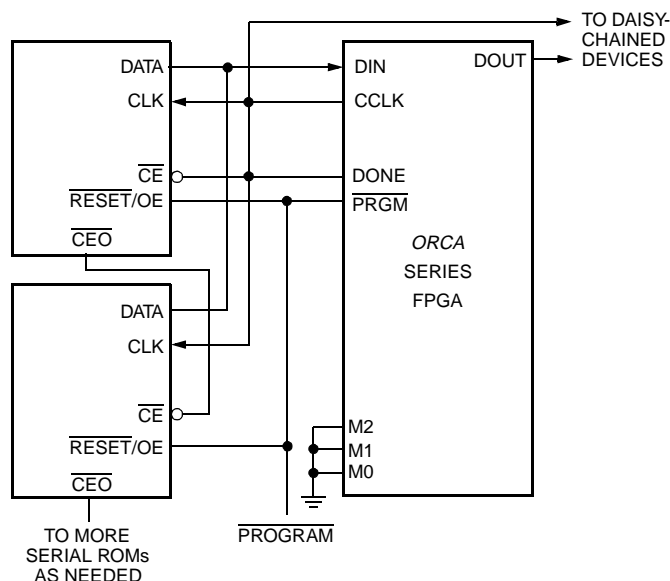 TO DAISY-
CHAINED
DEVICES
DATA
CLK
CE
RESET/OE
CEO
DIN
DOUT
CCLK
DONE
PRGM
ORCA
SERIES
FPGA
DATA
CLK
CE
RESET/OE
CEO
M2
M1
M0
TO MORE
SERIAL ROMs
AS NEEDED
PROGRAM